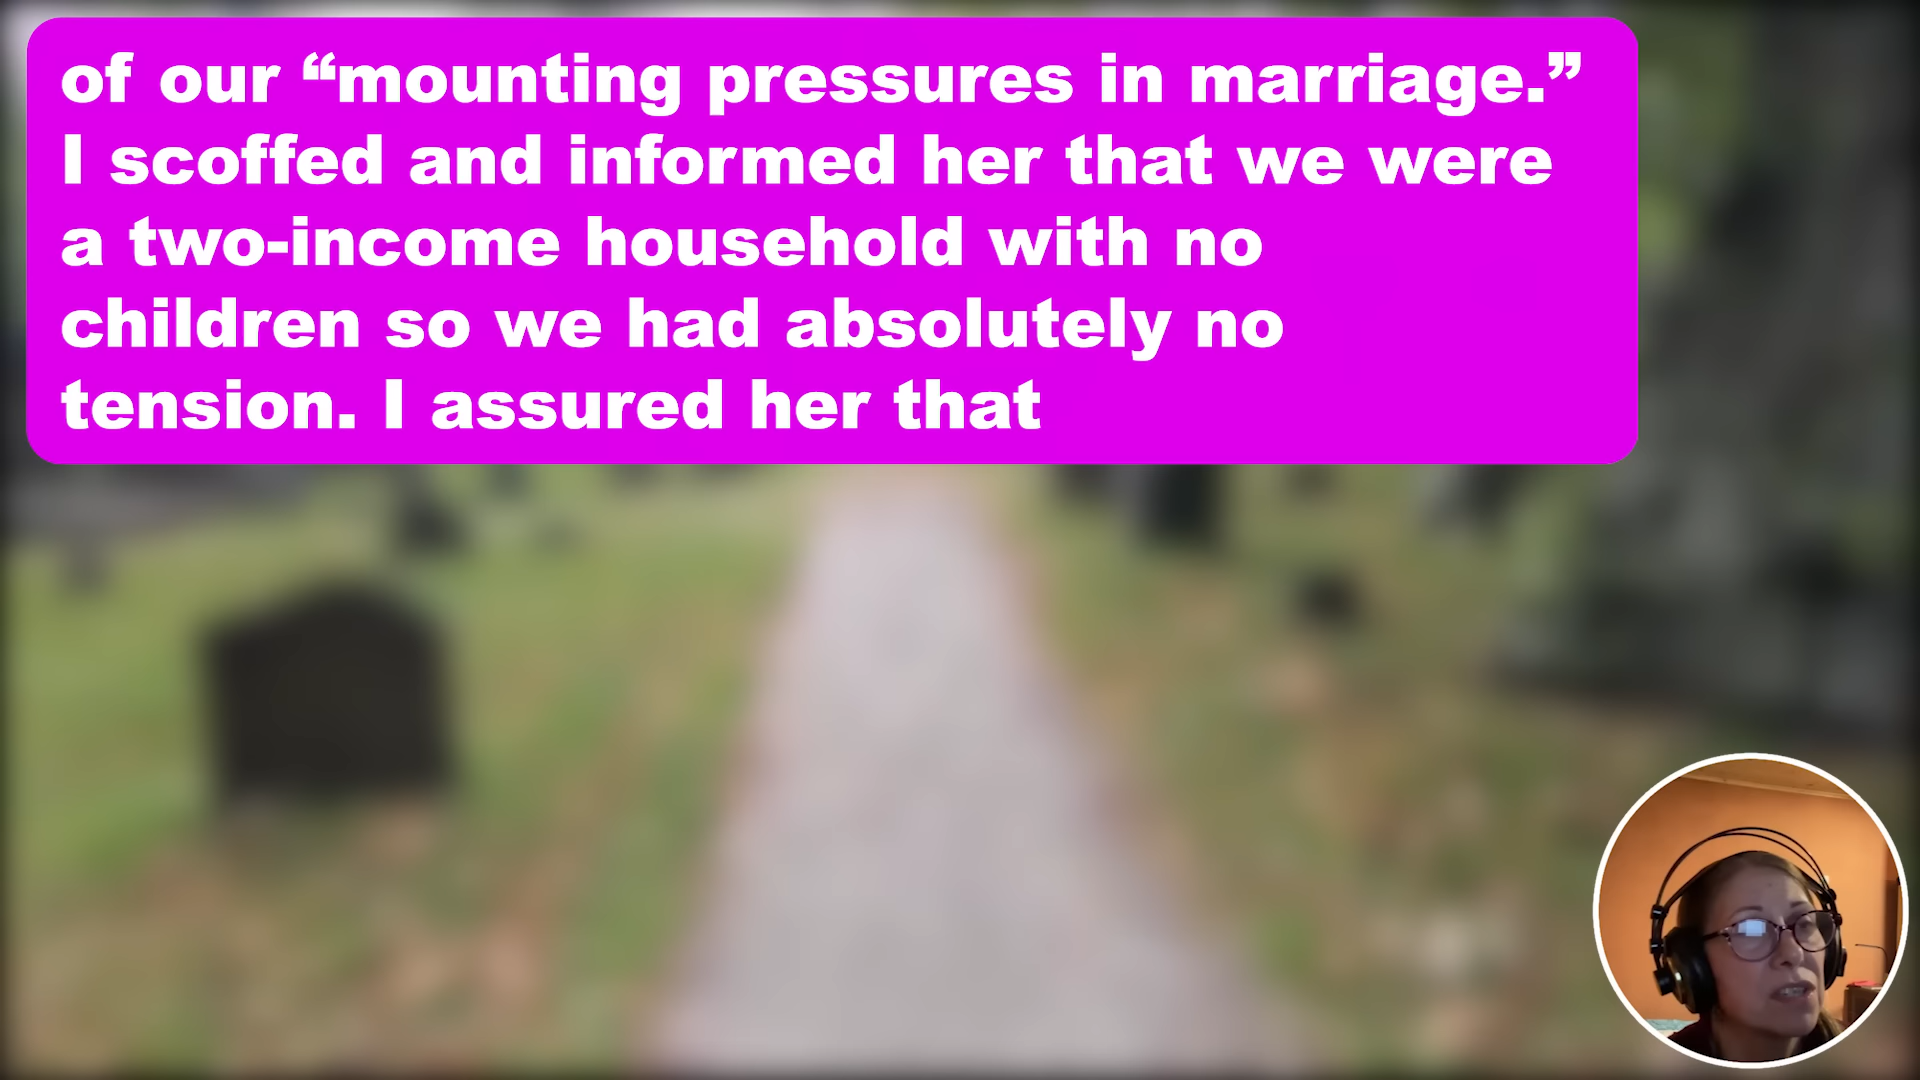 of our “mounting pressures in marriage.”
I scoffed and informed her that we were
a two-income household with no
children so we had absolutely no
tension. I assured her that